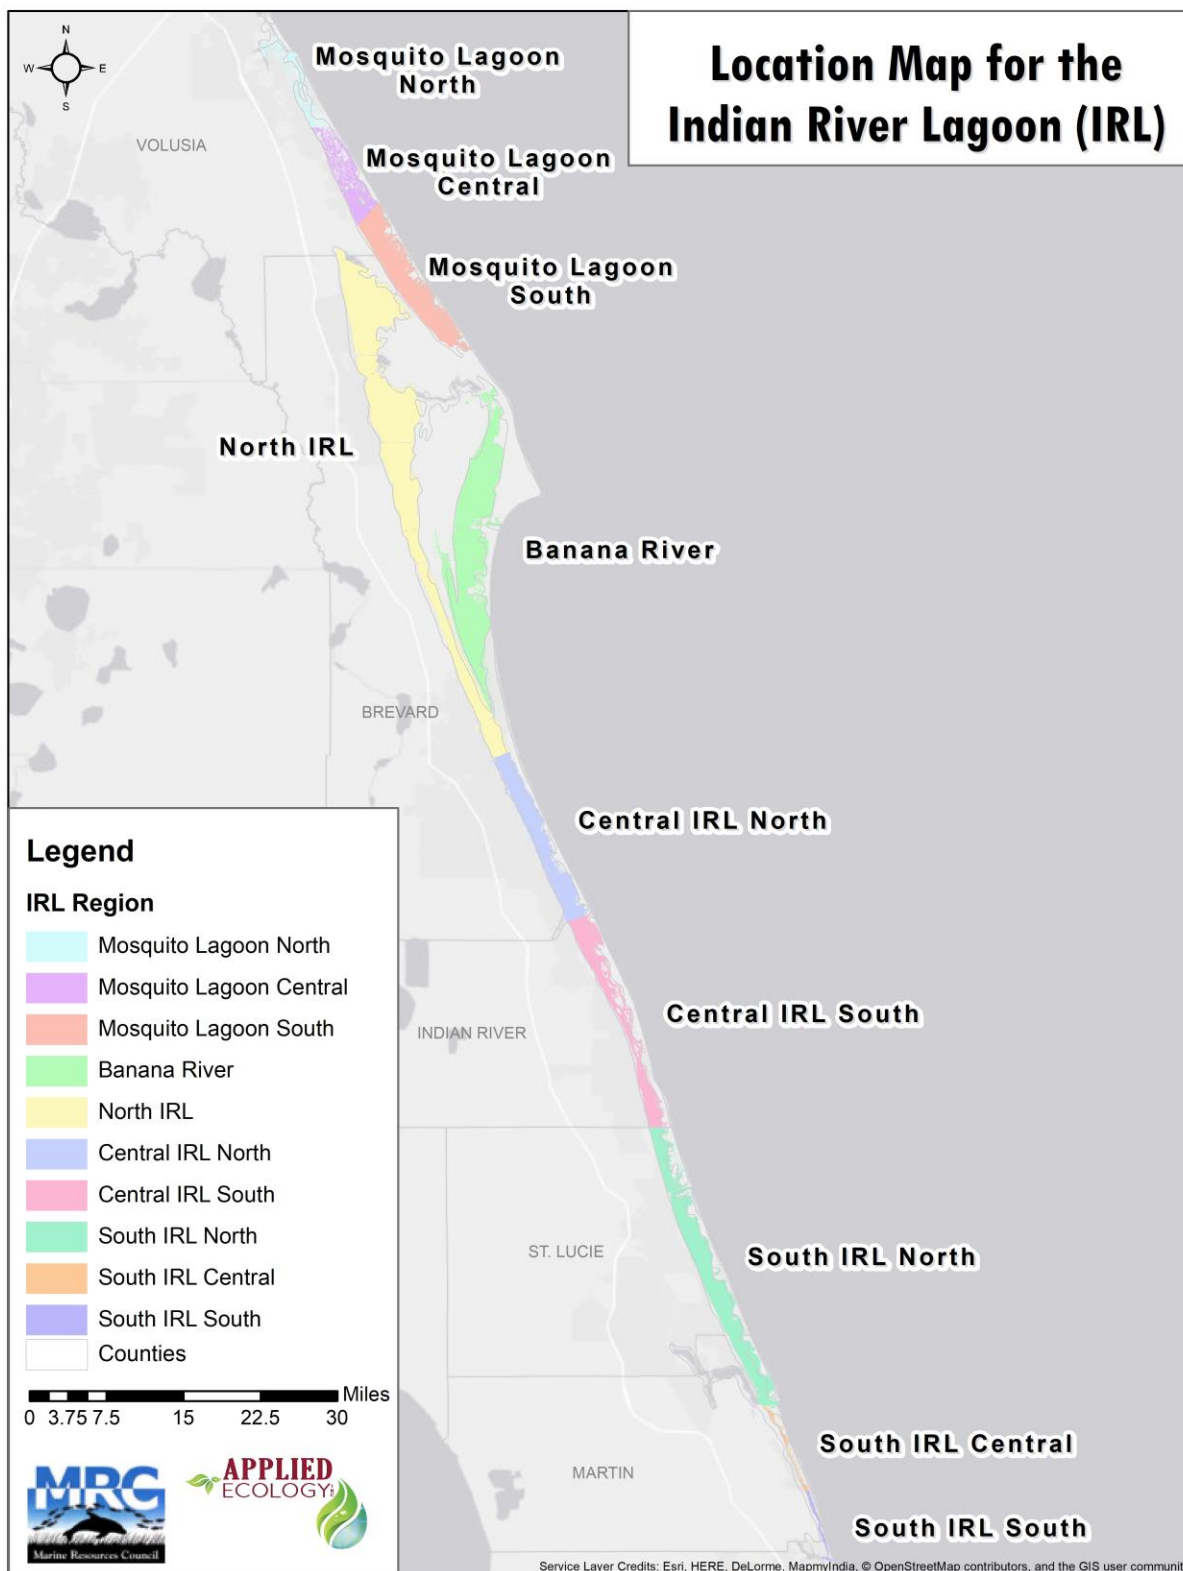 Location Map for the
Indian River Lagoon (IRL)
N
W
E
S
Mosquito Lagoon
North
VOLUSIA
Mosquito Lagoon
Central
Mosquito Lagoon
South
North IRL
Banana River
BREVARD
Central IRL North
Central IRL South
INDIAN RIVER
ST. LUCIE
South IRL North
South IRL Central
MARTIN
South IRL South
Legend
IRL Region
Mosquito Lagoon North
Mosquito Lagoon Central
Mosquito Lagoon South
Banana River
North IRL
Central IRL North
Central IRL South
South IRL North
South IRL Central
South IRL South
Counties
Miles
0 3.75 7.5 15 22.5 30
MRC
Marine Resources Council
APPLIED
ECOLOGY
Service Layer Credits: Esri, HERE, DeLorme, MapmyIndia, © OpenStreetMap contributors, and the GIS user communit